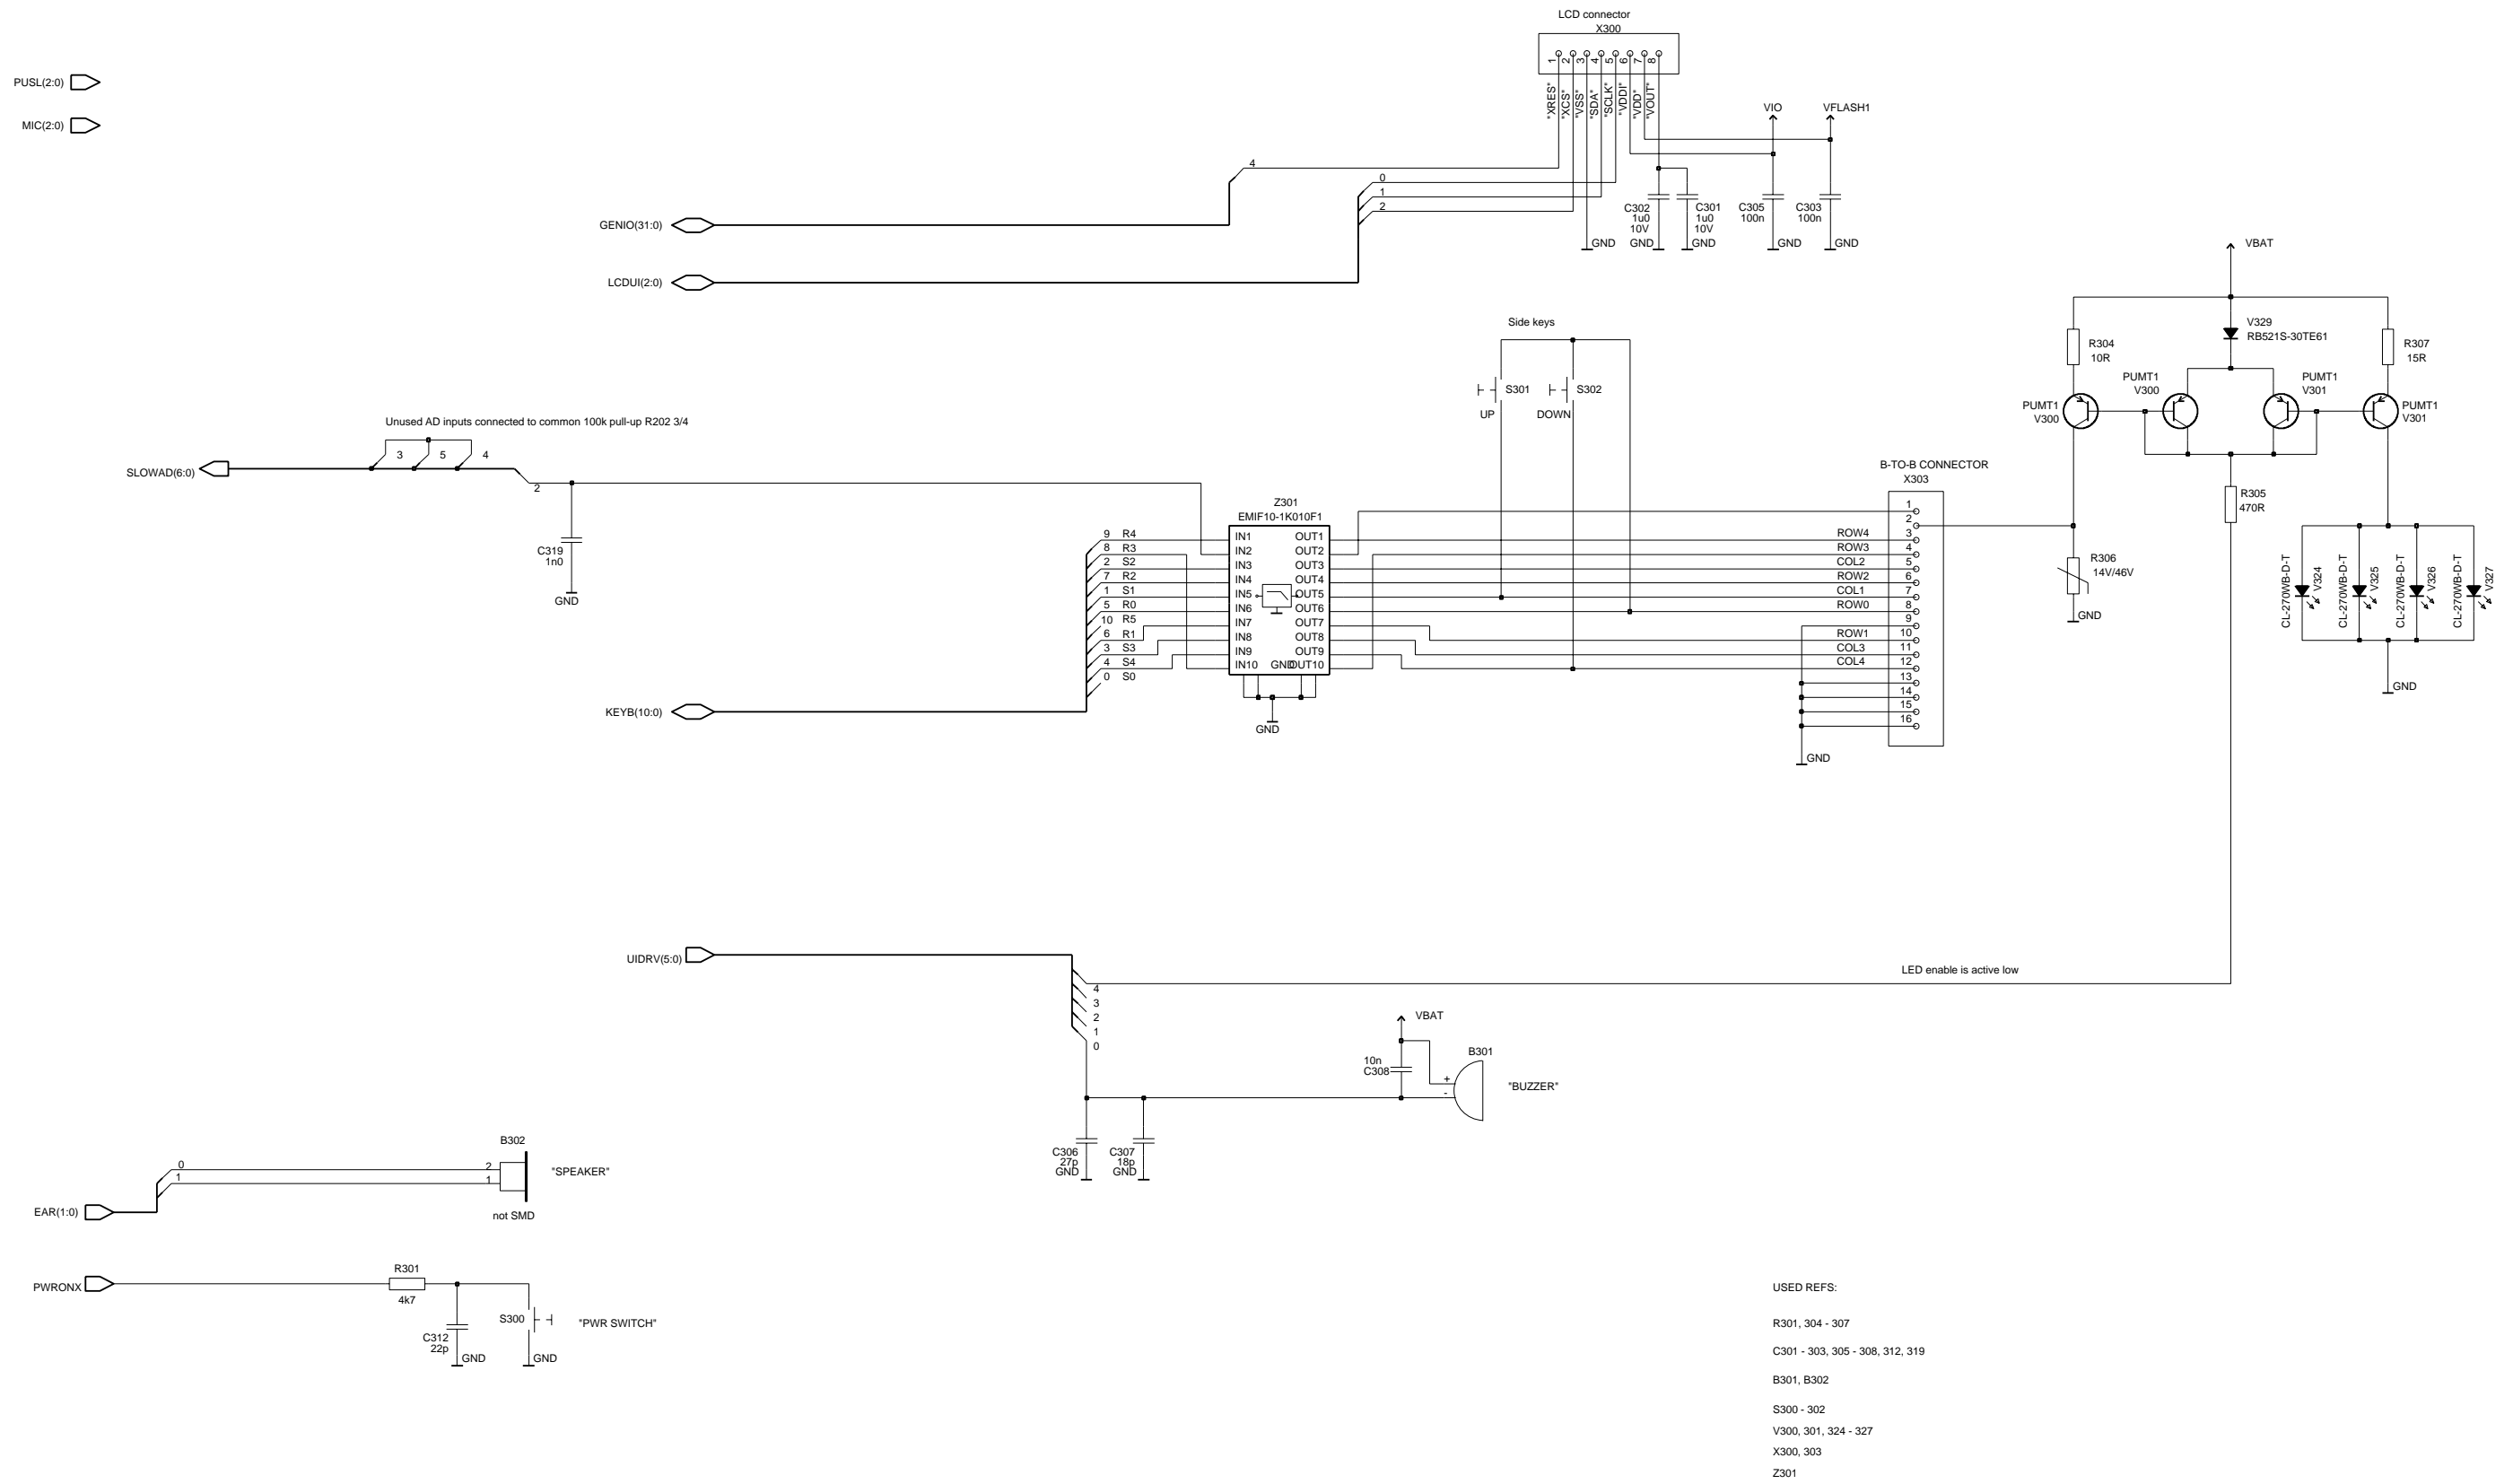 LCD connector
X300
1 2 3 4 5 6 7 8
"XRES"
"XCS"
"VSS"
"SDA"
"SCLK"
"VDDI"
"VDD"
"VOUT"
VIO
VFLASH1
PUSL(2:0)
MIC(2:0)
4
0
1
2
GENIO(31:0)
LCDUI(2:0)
C302
1u0
10V
GND
C301
1u0
10V
GND
C305
100n
GND
C303
100n
GND
GND
VBAT
V329
RB521S-30TE61
R304
10R
R307
15R
PUMT1
V300
PUMT1
V300
PUMT1
V301
PUMT1
V301
Side keys
S301
UP
S302
DOWN
Unused AD inputs connected to common 100k pull-up R202 3/4
3
5
4
SLOWAD(6:0)
2
C319
1n0
GND
Z301
EMIF10-1K010F1
9 R4
8 R3
2 S2
7 R2
1 S1
5 R0
10 R5
6 R1
3 S3
4 S4
0 S0
IN1 OUT1
IN2 OUT2
IN3 OUT3
IN4 OUT4
IN5 OUT5
IN6 OUT6
IN7 OUT7
IN8 OUT8
IN9 OUT9
IN10 GND OUT10
GND
KEYB(10:0)
B-TO-B CONNECTOR
X303
1
2
ROW4 3
ROW3 4
COL2 5
ROW2 6
COL1 7
ROW0 8
9
ROW1 10
COL3 11
COL4 12
13
14
15
16
GND
R305
470R
R306
14V/46V
GND
CL-270WB-D-T
V324
CL-270WB-D-T
V325
CL-270WB-D-T
V326
CL-270WB-D-T
V327
GND
UIDRV(5:0)
LED enable is active low
4
3
2
1
0
VBAT
10n
C308
B301
+
-
"BUZZER"
C306
27p
GND
C307
18p
GND
B302
0
1
2
1
"SPEAKER"
EAR(1:0)
not SMD
PWRONX
R301
4k7
C312
22p
GND
S300
"PWR SWITCH"
GND
USED REFS:
R301, 304 - 307
C301 - 303, 305 - 308, 312, 319
B301, B302
S300 - 302
V300, 301, 324 - 327
X300, 303
Z301